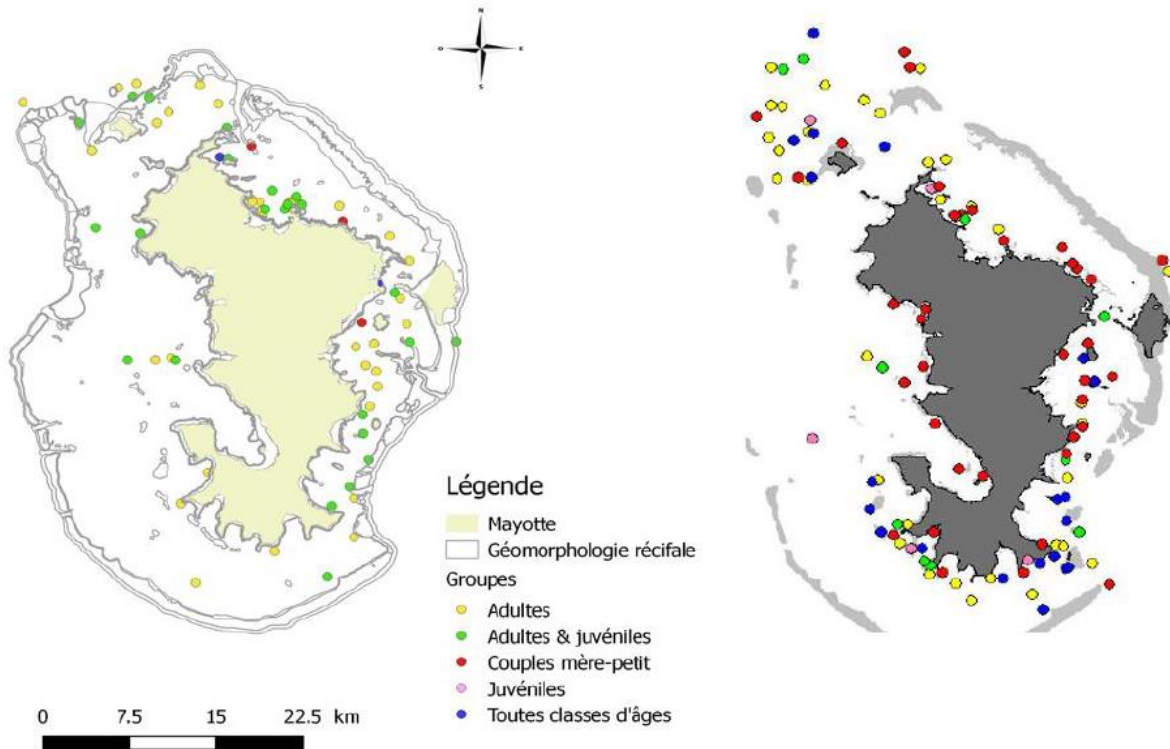 N
O
E
S
Légende
Mayotte
Géomorphologie récifale
Groupes
Adultes
Adultes & juvéniles
Couples mère-petit
Juvéniles
Toutes classes d'âges
0 7.5 15 22.5 km